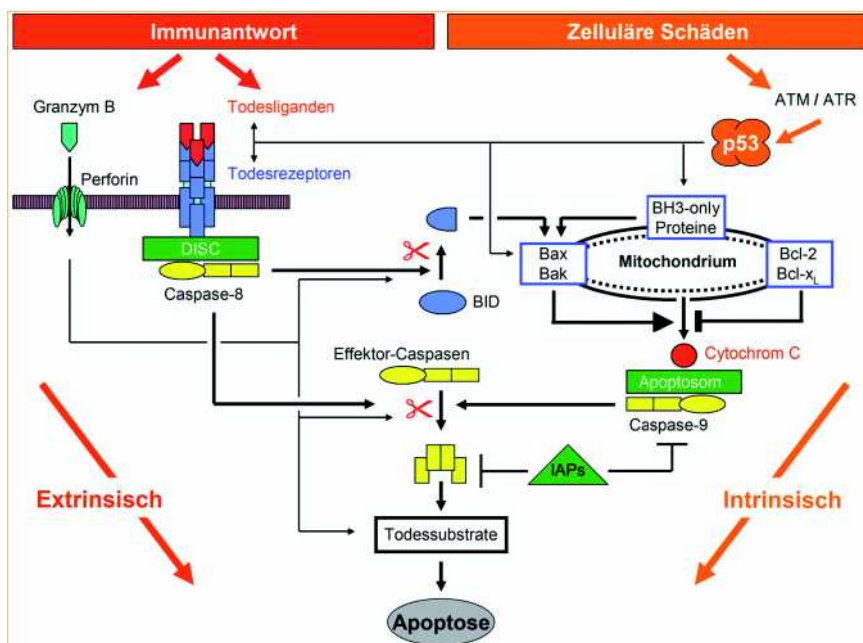 Immunantwort
Zelluläre Schäden
Granzym B
Todesliganden
ATM / ATR
p53
Todesrezeptoren
Perforin
BH3-only
Proteine
DISC
Bax
Bak
Mitochondrium
Bcl-2
Bcl-xL
Caspase-8
BID
Cytochrom C
Effektor-Caspasen
Apoptosom
Caspase-9
IAPs
Extrinsisch
Intrinsisch
Todessubstrate
Apoptose